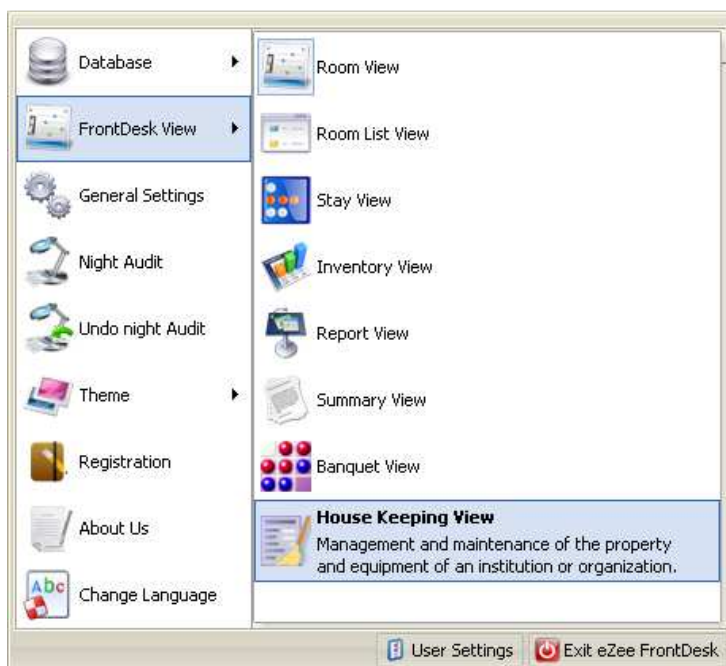 Database
FrontDesk View
General Settings
Night Audit
Undo night Audit
Theme
Registration
About Us
Abc
Change Language
Room View
Room List View
Stay View
Inventory View
Report View
Summary View
Banquet View
House Keeping View
Management and maintenance of the property
and equipment of an institution or organization.
User Settings
Exit eZee FrontDesk